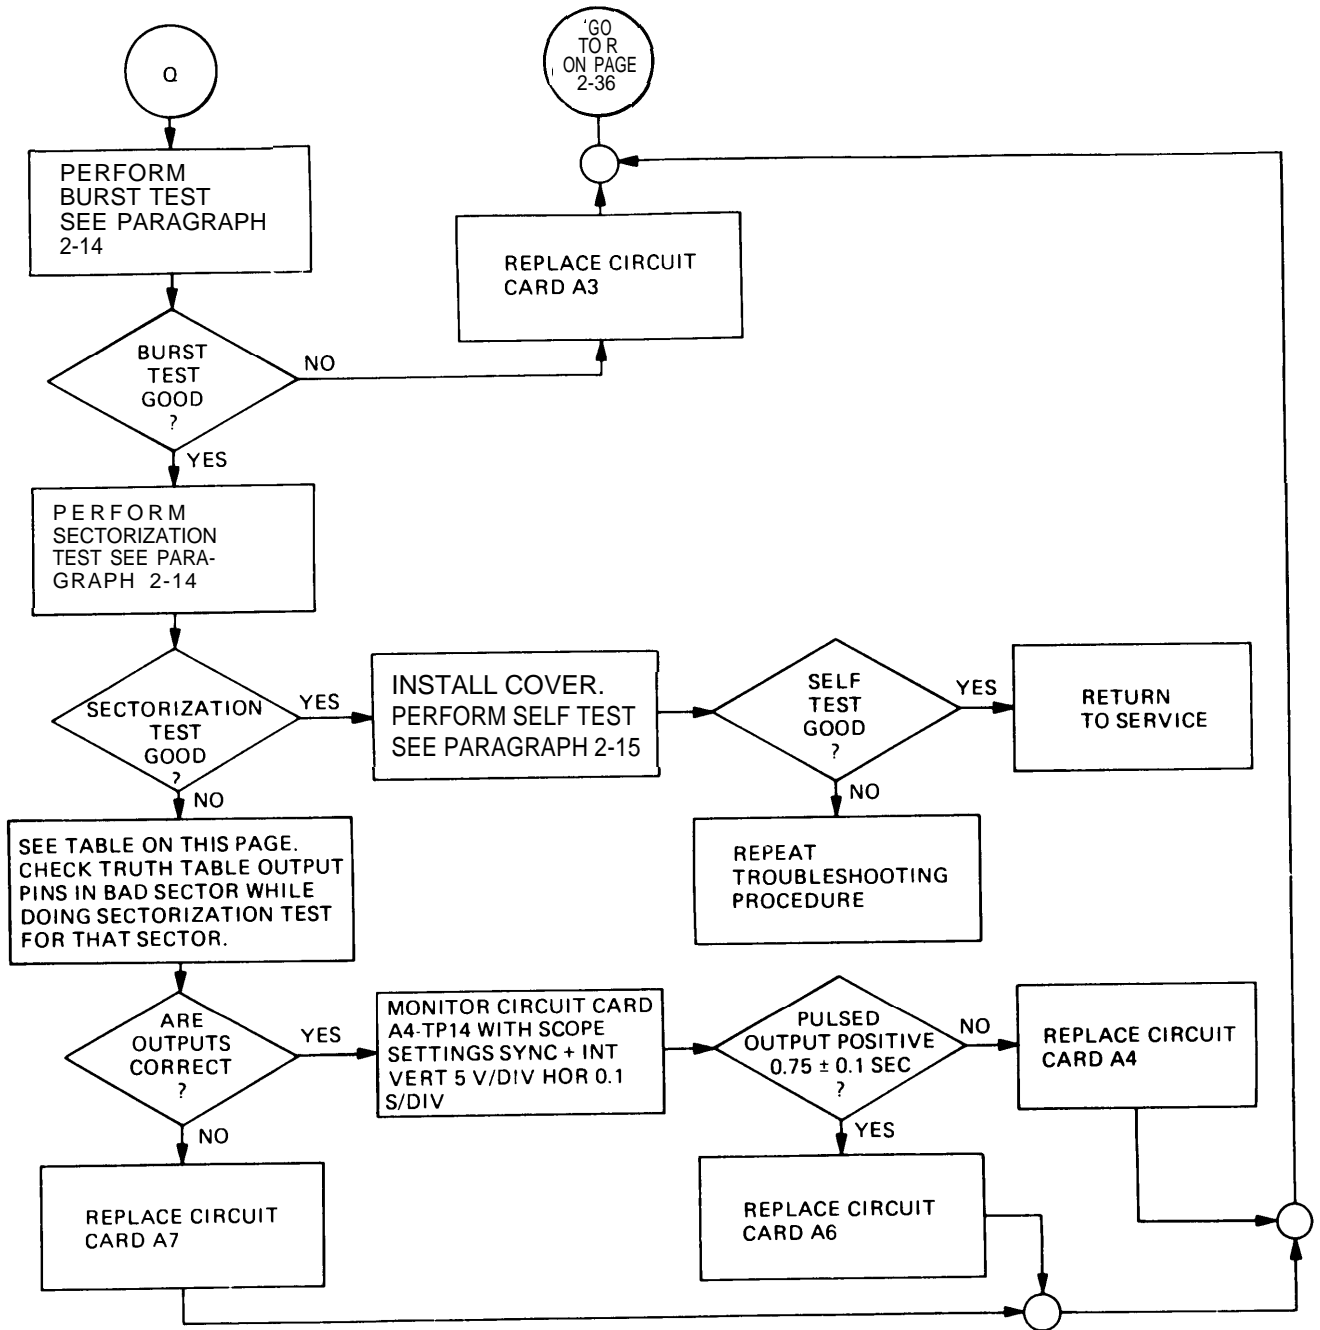 Q
'GO
TO R
ON PAGE
2-36
PERFORM
BURST TEST
SEE PARAGRAPH
2-14
REPLACE CIRCUIT
CARD A3
BURST
TEST
GOOD
?
NO
YES
PERFORM
SECTORIZATION
TEST SEE PARA-
GRAPH 2-14
SECTORIZATION
TEST
GOOD
?
YES
NO
INSTALL COVER.
PERFORM SELF TEST
SEE PARAGRAPH 2-15
SELF
TEST
GOOD
?
YES
NO
RETURN
TO SERVICE
REPEAT
TROUBLESHOOTING
PROCEDURE
SEE TABLE ON THIS PAGE.
CHECK TRUTH TABLE OUTPUT
PINS IN BAD SECTOR WHILE
DOING SECTORIZATION TEST
FOR THAT SECTOR.
ARE
OUTPUTS
CORRECT
?
YES
NO
MONITOR CIRCUIT CARD
A4-TP14 WITH SCOPE
SETTINGS SYNC + INT
VERT 5 V/DIV HOR 0.1
S/DIV
PULSED
OUTPUT POSITIVE
0.75 ± 0.1 SEC
?
NO
YES
REPLACE CIRCUIT
CARD A4
REPLACE CIRCUIT
CARD A7
REPLACE CIRCUIT
CARD A6